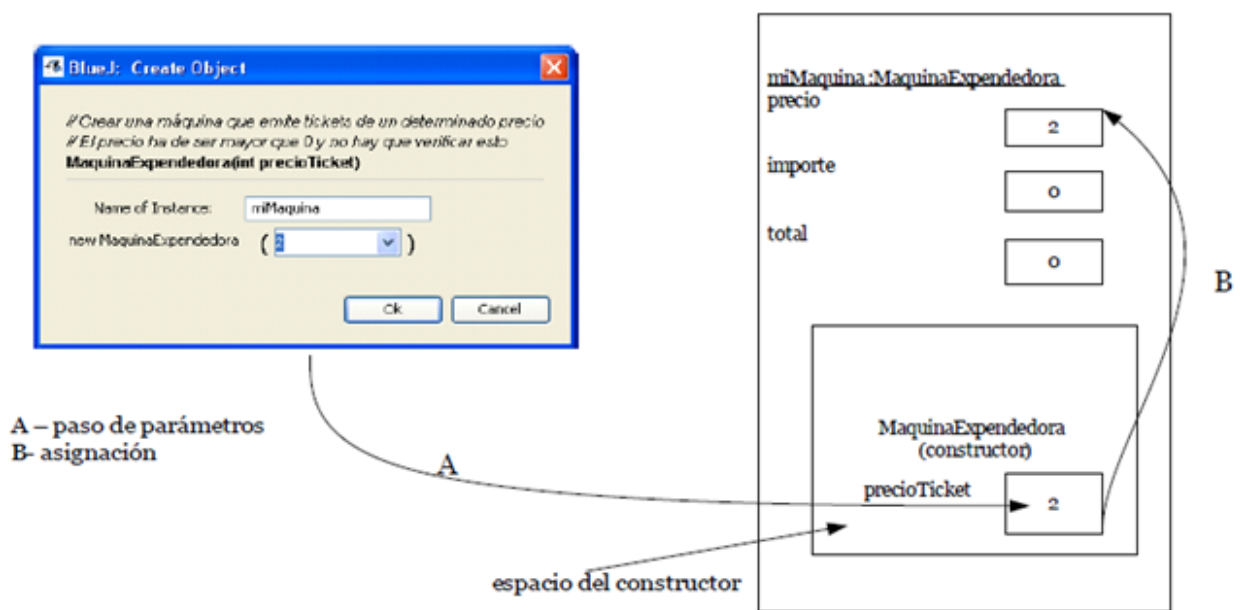 BlueJ: Create Object
// Crear una máquina que emite tickets de un determinado precio
// El precio ha de ser mayor que 0 y no hay que verificar esto
MaquinaExpendedora(int precioTicket)
Name of Instance: miMaquina
new MaquinaExpendedora ( 2 )
Ok Cancel
A – paso de parámetros
B- asignación
A
espacio del constructor
miMaquina :MaquinaExpendedora
precio
2
importe
0
total
0
B
MaquinaExpendedora
(constructor)
precioTicket
2